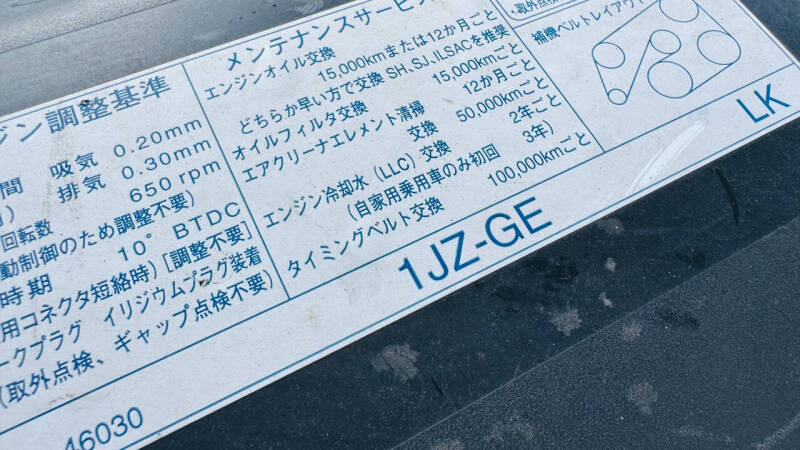 ジン調整基準
間 吸気 0.20mm
排気 0.30mm
回転数 650rpm
動制御のため調整不要)
時期 10° BTDC
用コネクタ短絡時)[調整不要]
ークプラグ イリジウムプラグ装着
(取外点検、ギャップ点検不要)
46030
メンテナンスサービス
エンジンオイル交換
15,000kmまたは12か月ごと
どちらか早い方で交換 SH、SJ、ILSACを推奨
オイルフィルタ交換 15,000kmごと
エアクリーナエレメント清掃 12か月ごと
交換 50,000kmごと
エンジン冷却水(LLC)交換 2年ごと
(自家用乗用車のみ初回 3年)
タイミングベルト交換 100,000kmごと
(取外点検
補機ベルトレイアウト
LK
1JZ-GE